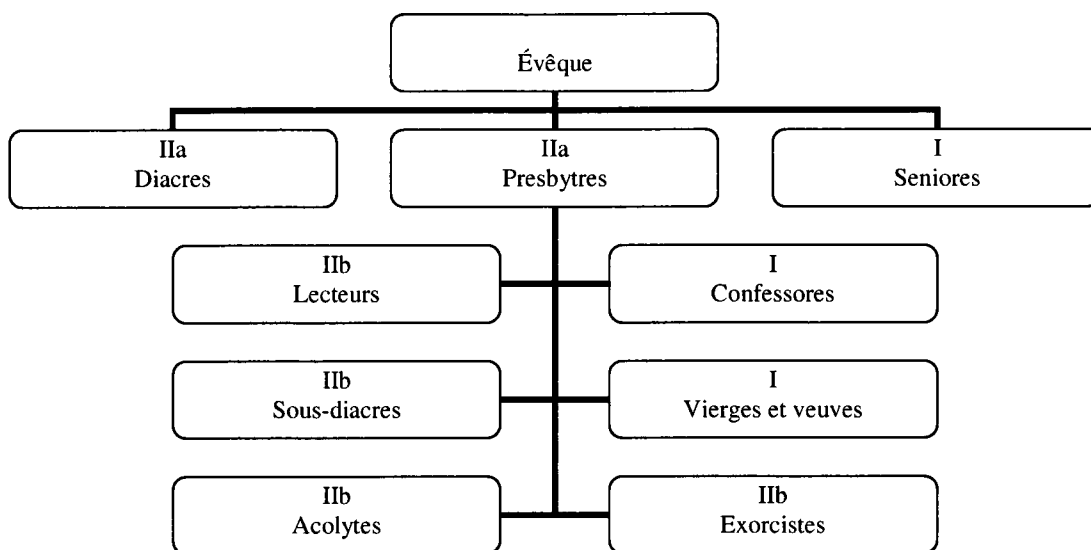 Évêque
IIa
Diacres
IIa
Presbytres
I
Seniores
IIb
Lecteurs
I
Confessores
IIb
Sous-diacres
I
Vierges et veuves
IIb
Acolytes
IIb
Exorcistes